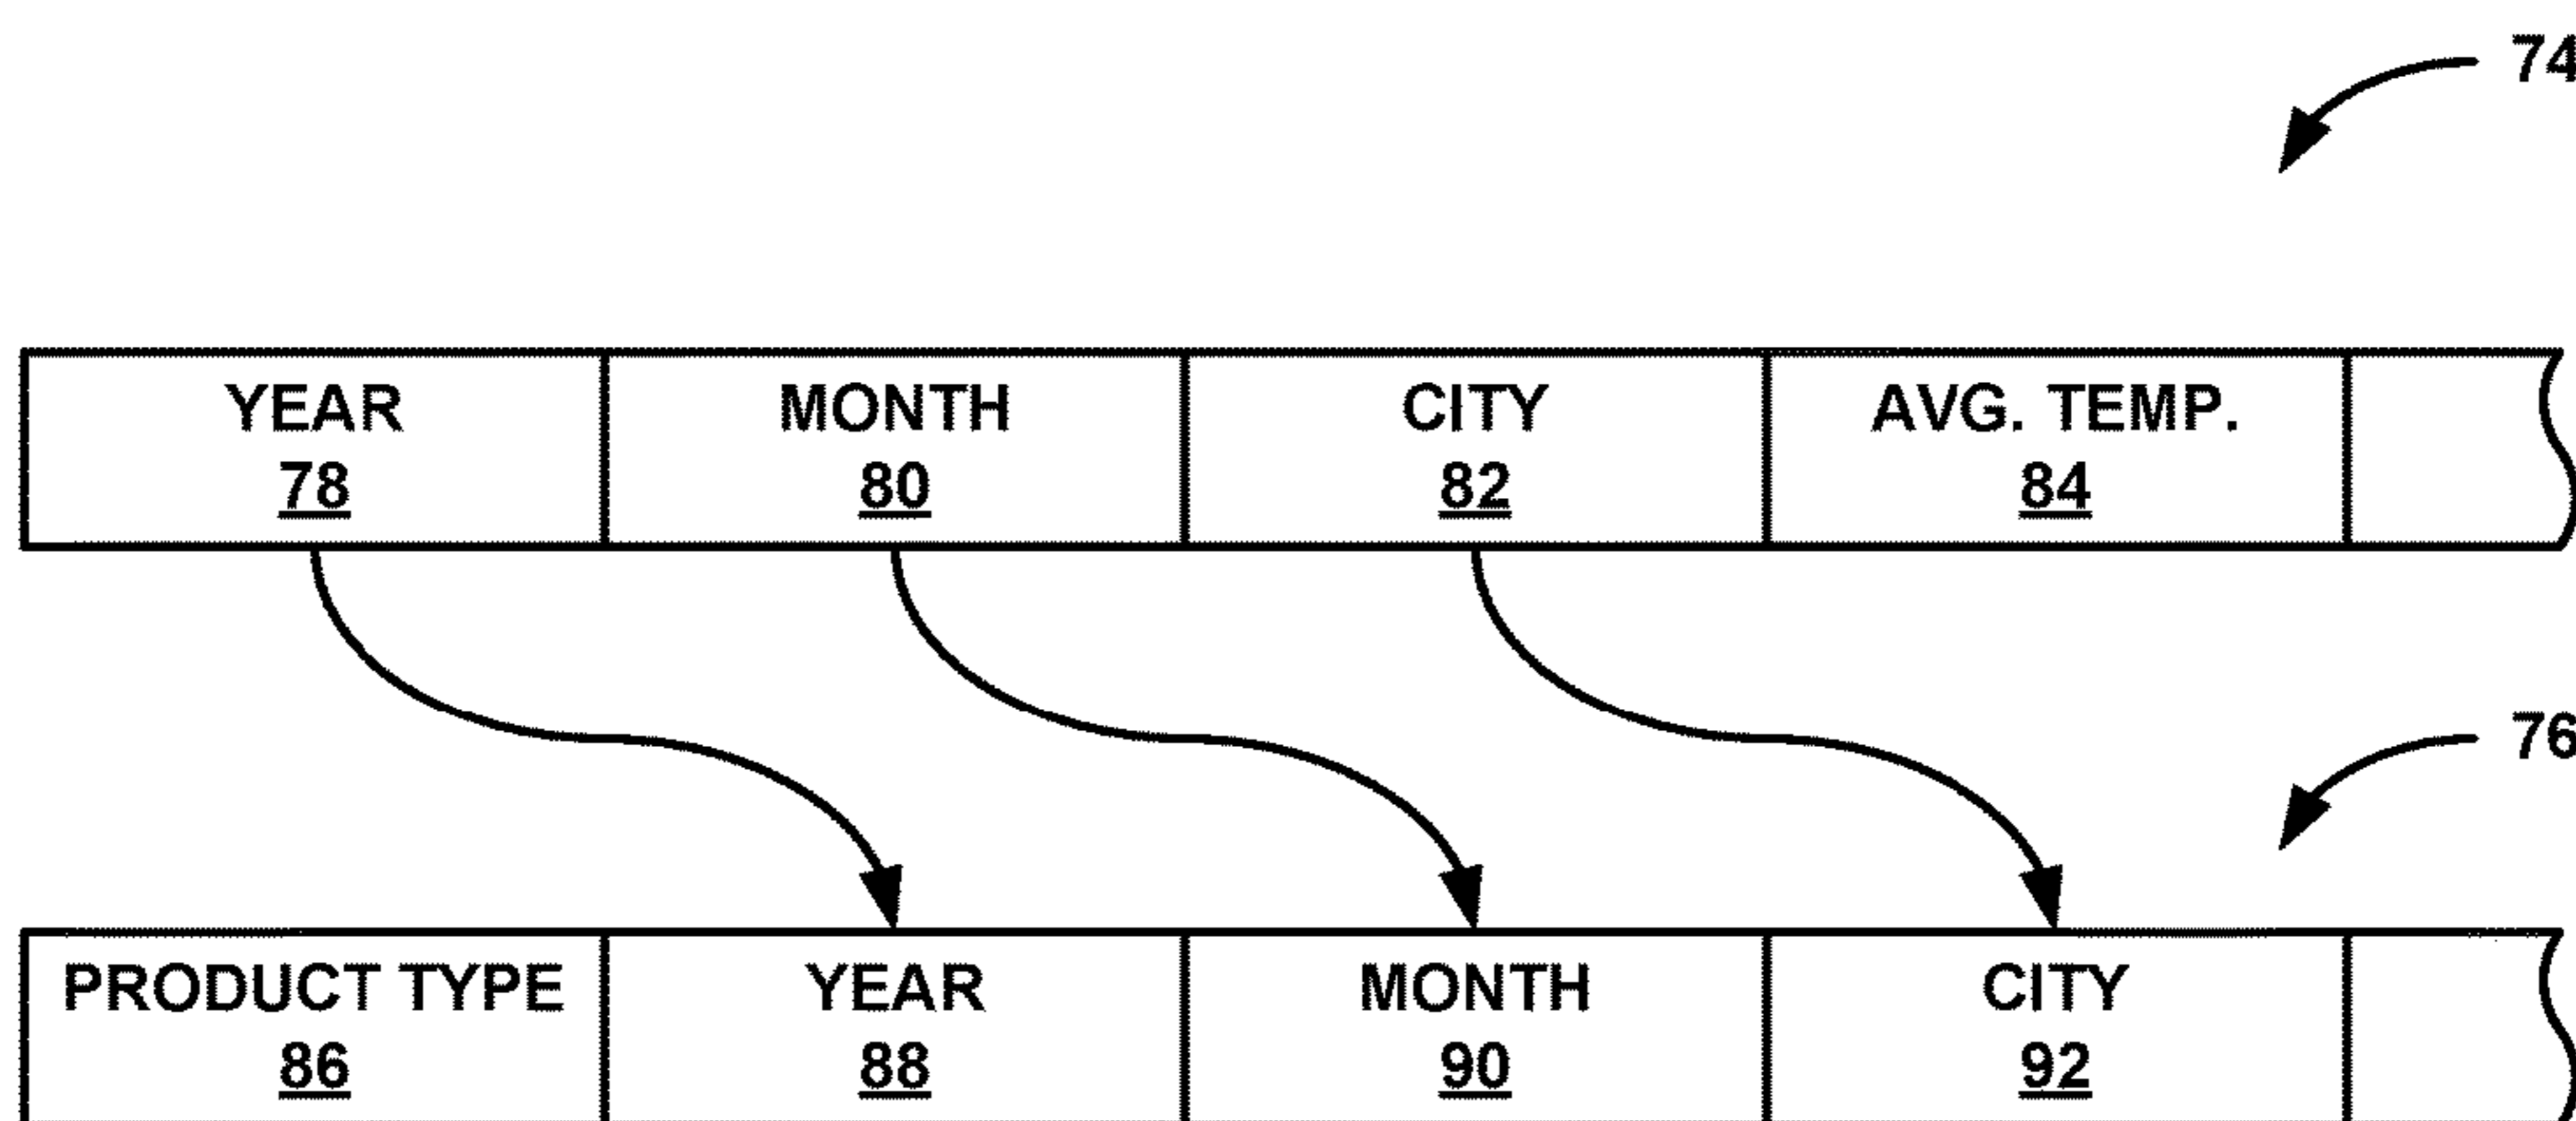 74
YEAR MONTH CITY AVG. TEMP.
78 80 82 84
76
PRODUCT TYPE YEAR MONTH CITY
86 88 90 92